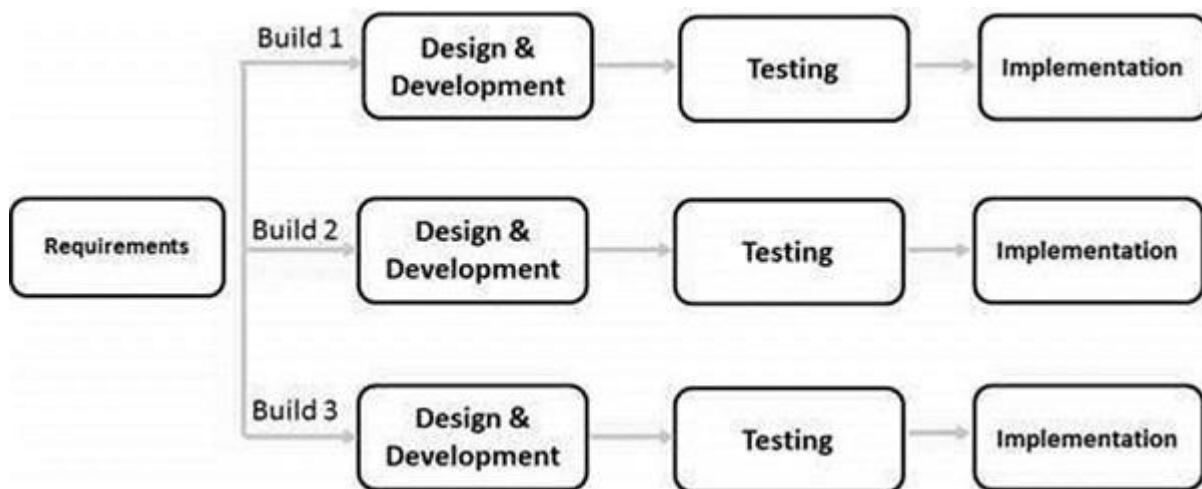 Build 1
Design &
Development
Testing
Implementation
Requirements
Build 2
Design &
Development
Testing
Implementation
Build 3
Design &
Development
Testing
Implementation